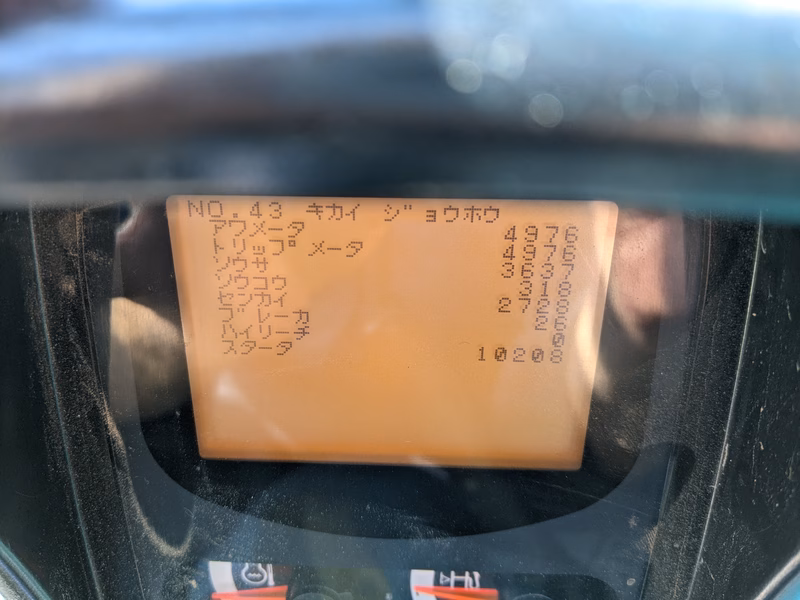 NO.43 キカイ ジョウホウ
アワメータ 4976
トリップ メータ 4976
ソウサ 3637
ソウコウ 318
センカイ 2728
ブレーカ 26
ハイリーチ 0
スタータ 10208